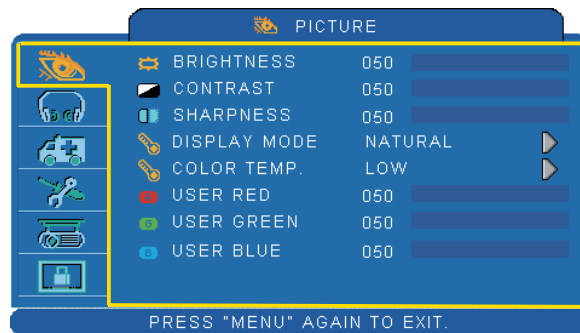 PICTURE
BRIGHTNESS 050
CONTRAST 050
SHARPNESS 050
DISPLAY MODE NATURAL
COLOR TEMP. LOW
USER RED 050
USER GREEN 050
USER BLUE 050
PRESS "MENU" AGAIN TO EXIT.